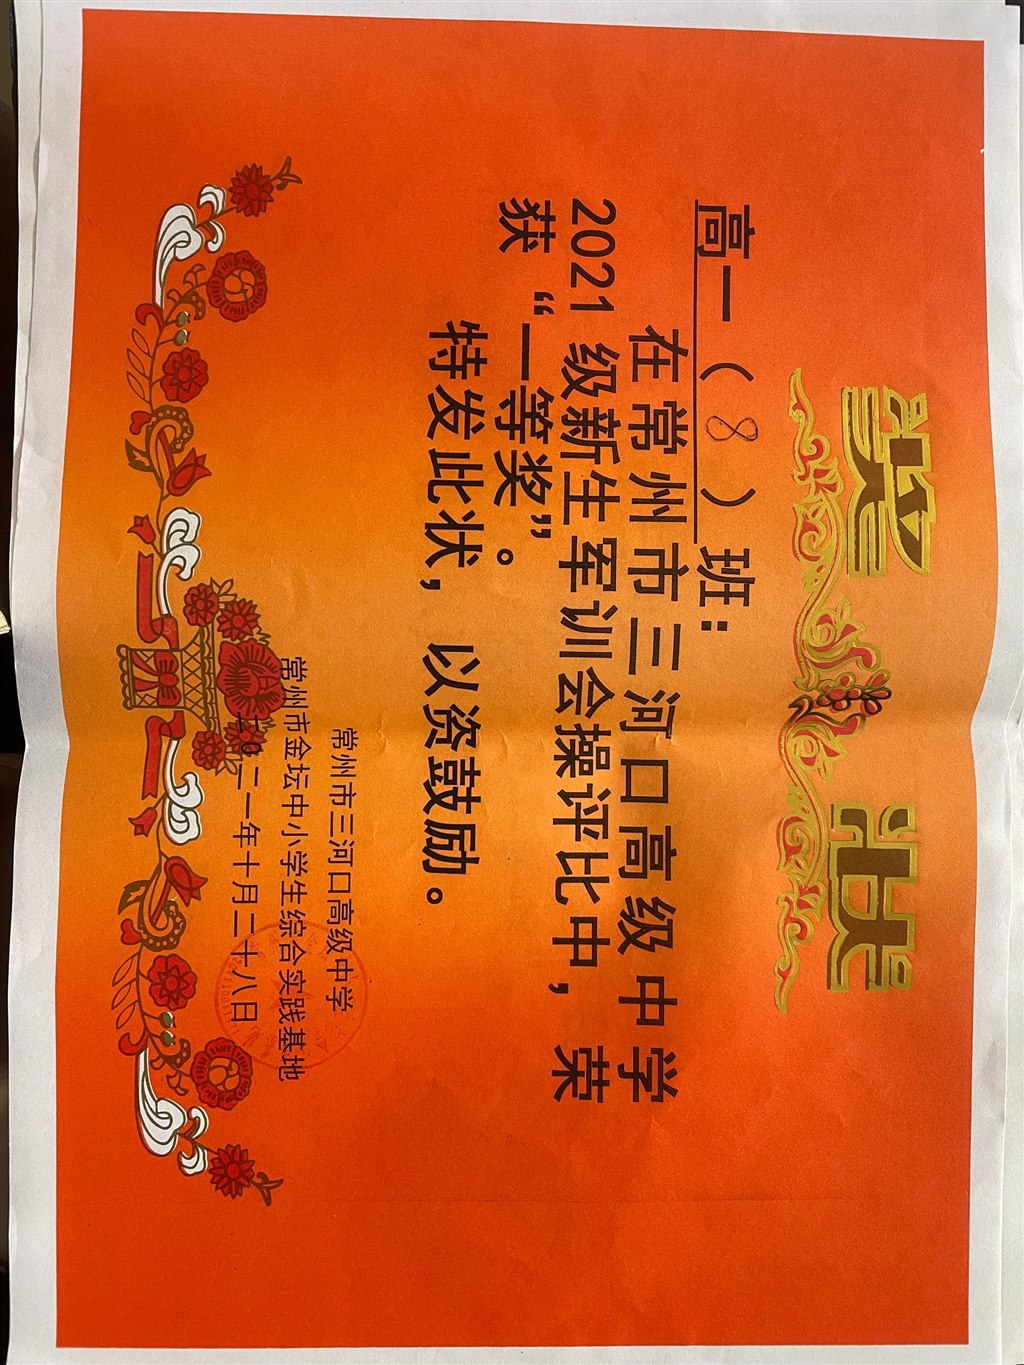 奖状
高一（8）班：
在常州市三河口高级中学
2021 级新生军训会操评比中，荣
获“一等奖”。
特发此状，以资鼓励。
常州市三河口高级中学
常州市金坛中小学生综合实践基地
二0二一年十月二十八日